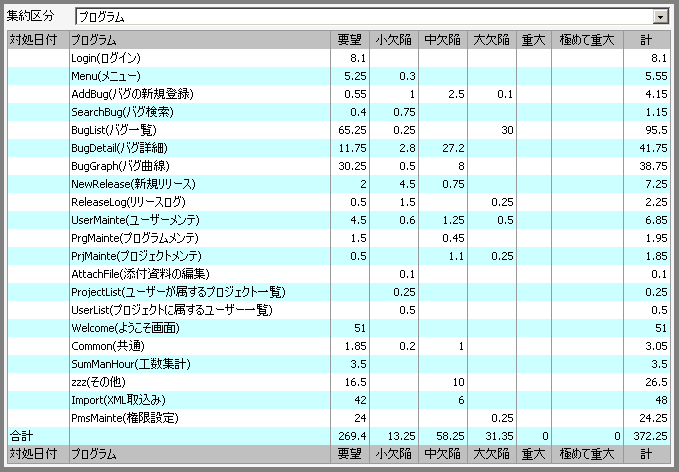 集約区分 プログラム
対処日付 プログラム 要望 小欠陥 中欠陥 大欠陥 重大 極めて重大 計
Login(ログイン) 8.1 8.1
Menu(メニュー) 5.25 0.3 5.55
AddBug(バグの新規登録) 0.55 1 2.5 0.1 4.15
SearchBug(バグ検索) 0.4 0.75 1.15
BugList(バグ一覧) 65.25 0.25 30 95.5
BugDetail(バグ詳細) 11.75 2.8 27.2 41.75
BugGraph(バグ曲線) 30.25 0.5 8 38.75
NewRelease(新規リリース) 2 4.5 0.75 7.25
ReleaseLog(リリースログ) 0.5 1.5 0.25 2.25
UserMainte(ユーザーメンテ) 4.5 0.6 1.25 0.5 6.85
PrgMainte(プログラムメンテ) 1.5 0.45 1.95
PrjMainte(プロジェクトメンテ) 0.5 1.1 0.25 1.85
AttachFile(添付資料の編集) 0.1 0.1
ProjectList(ユーザーが属するプロジェクト一覧) 0.25 0.25
UserList(プロジェクトに属するユーザー一覧) 0.5 0.5
Welcome(ようこそ画面) 51 51
Common(共通) 1.85 0.2 1 3.05
SumManHour(工数集計) 3.5 3.5
zzz(その他) 16.5 10 26.5
Import(XML取込み) 42 6 48
PmsMainte(権限設定) 24 0.25 24.25
合計 269.4 13.25 58.25 31.35 0 0 372.25
対処日付 プログラム 要望 小欠陥 中欠陥 大欠陥 重大 極めて重大 計